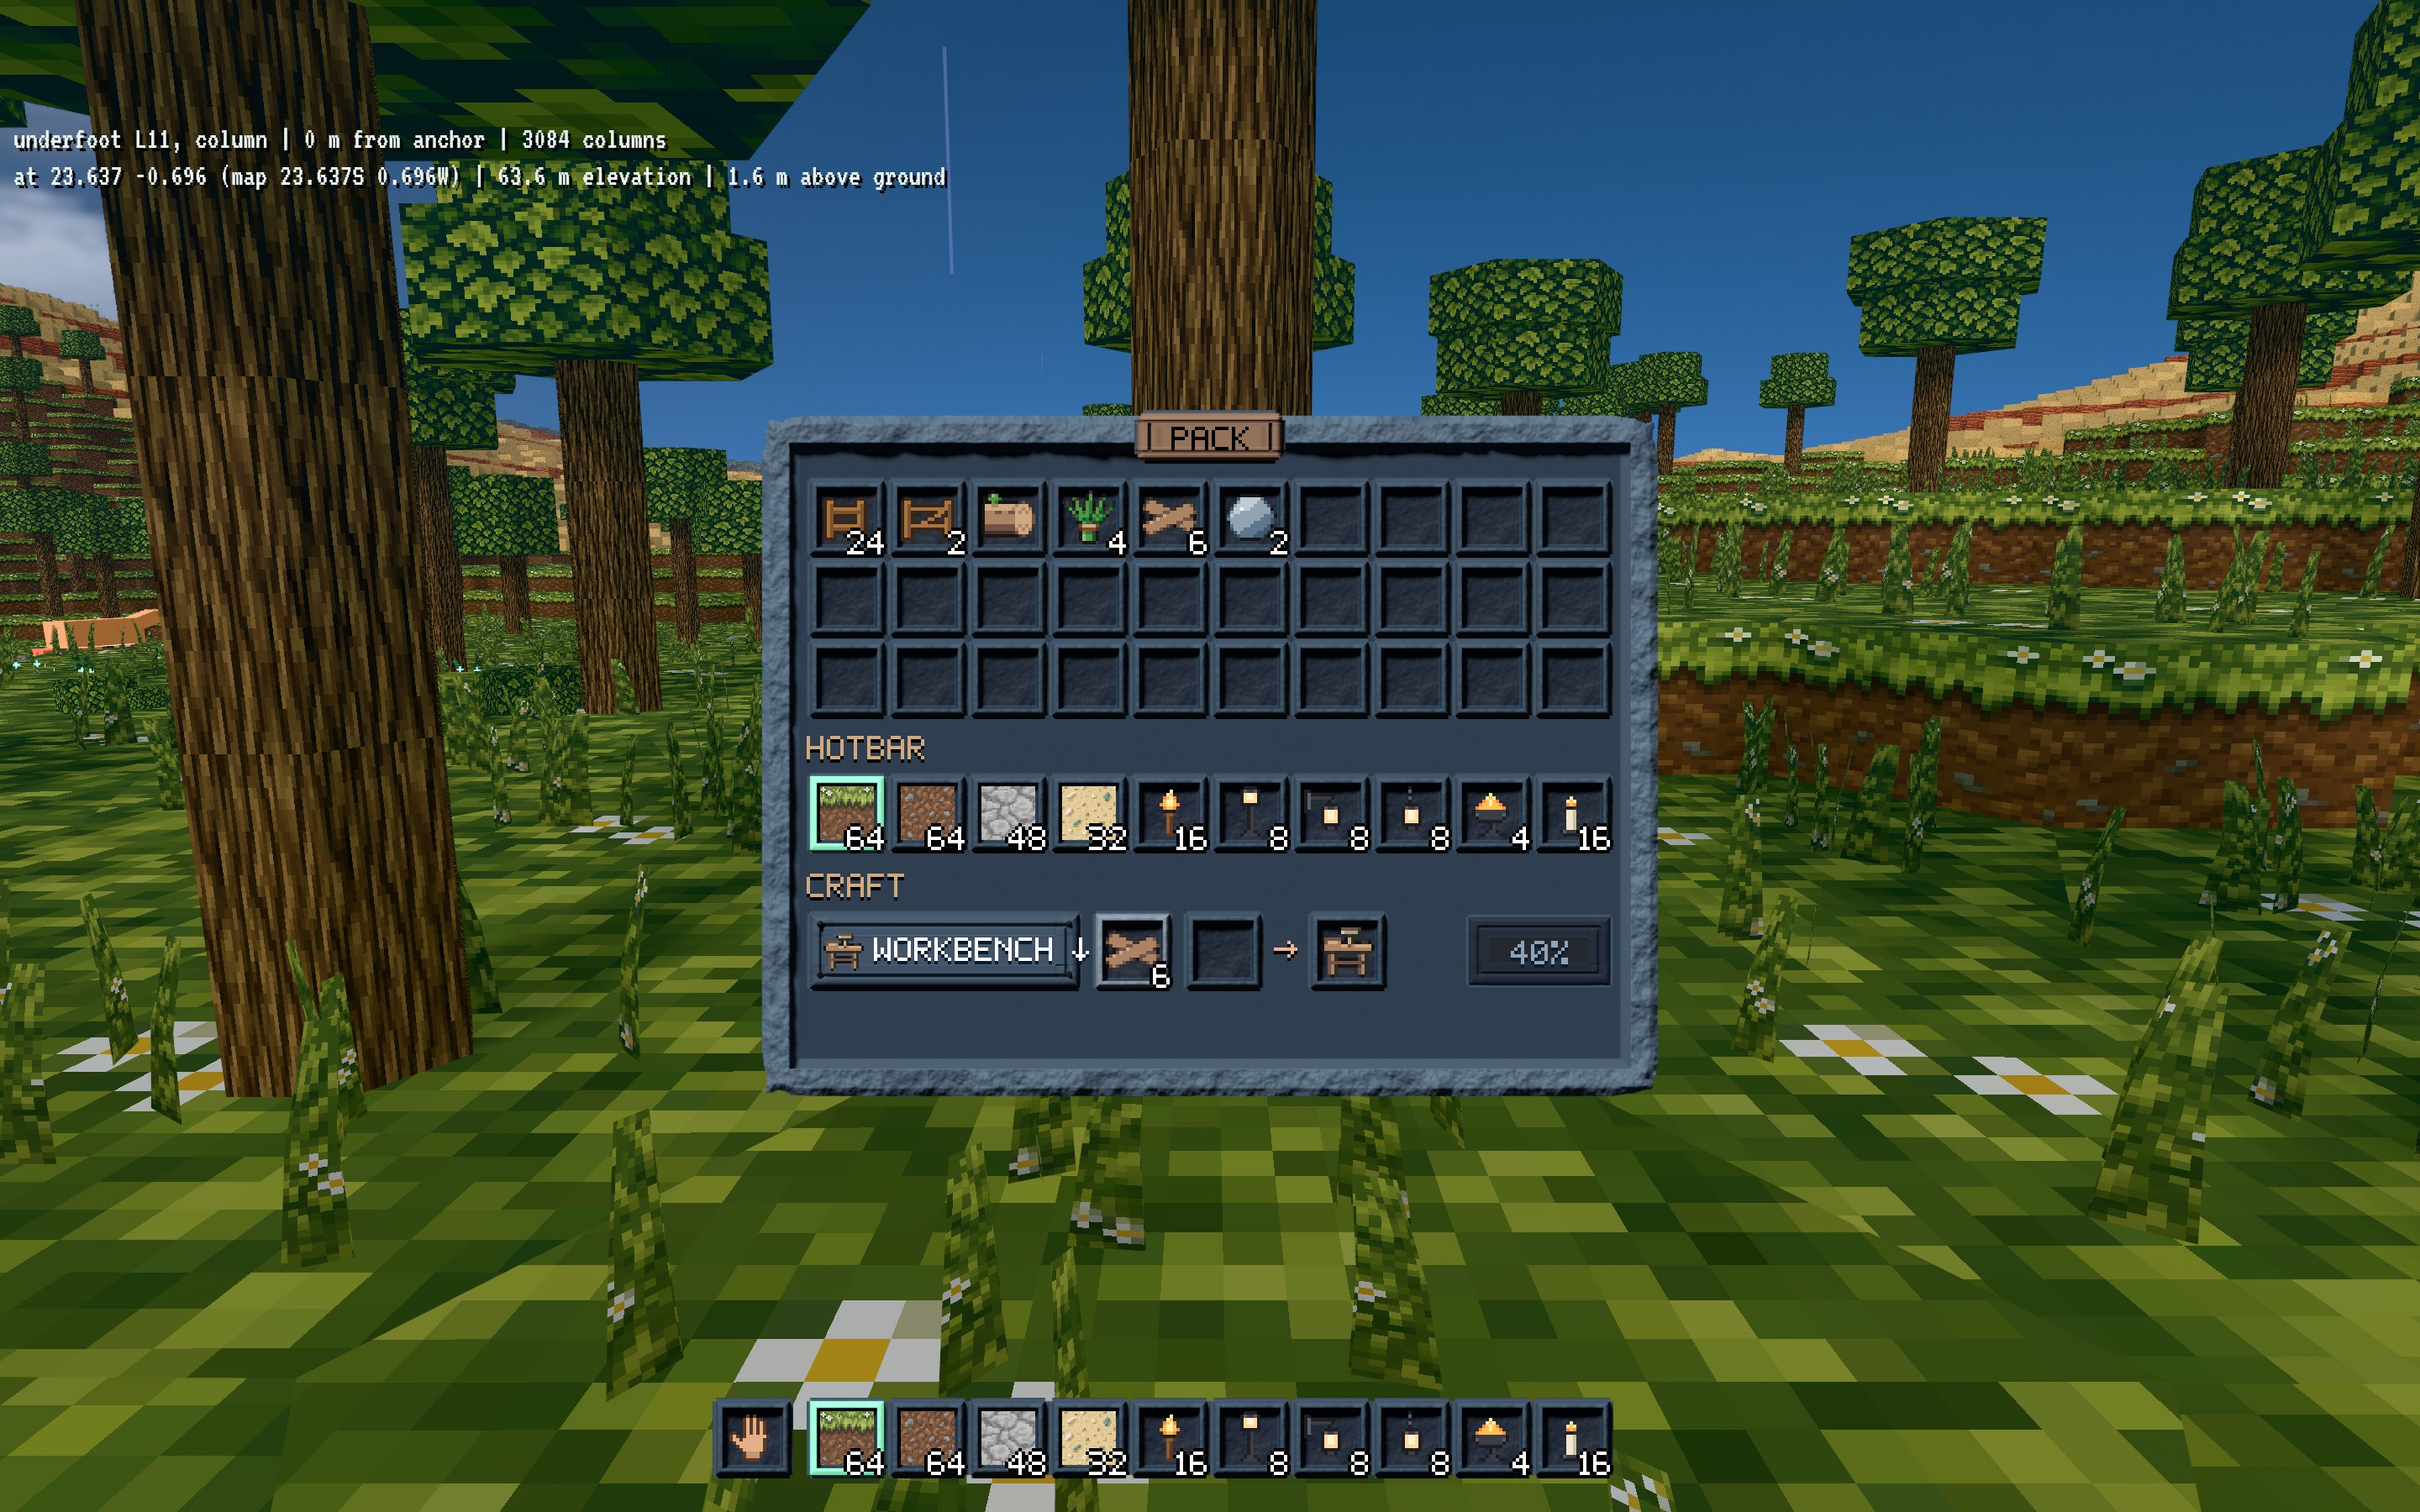 underfoot L11, column | 0 m from anchor | 3084 columns
at 23.637 -0.696 (map 23.637S 0.696W) | 63.6 m elevation | 1.6 m above ground
PACK
24 2 4 6 2
HOTBAR
64 64 48 32 16 8 8 8 4 16
CRAFT
WORKBENCH ↓ 6 → 40%
64 64 48 32 16 8 8 8 4 16